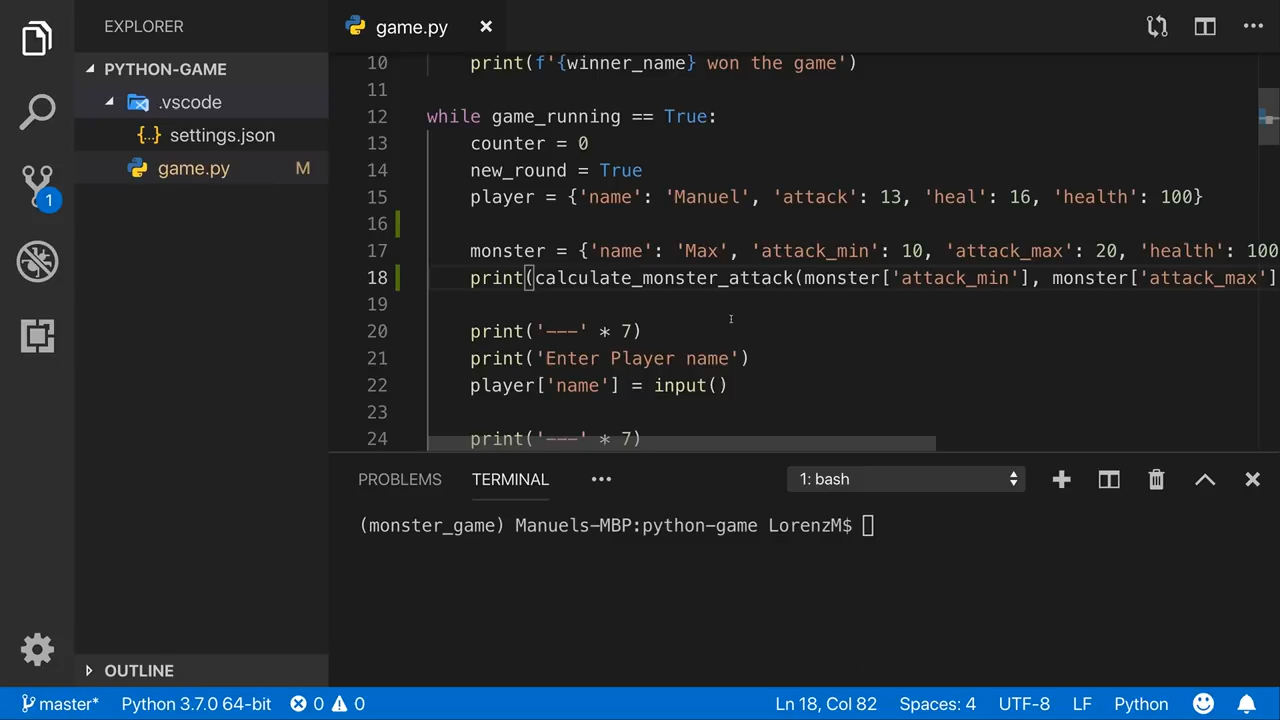 EXPLORER
PYTHON-GAME
.vscode
{..} settings.json
game.py M
1
game.py
10 print(f'{winner_name} won the game')
11
12 while game_running == True:
13 counter = 0
14 new_round = True
15 player = {'name': 'Manuel', 'attack': 13, 'heal': 16, 'health': 100}
16
17 monster = {'name': 'Max', 'attack_min': 10, 'attack_max': 20, 'health': 100
18 print(calculate_monster_attack(monster['attack_min'], monster['attack_max']
19
20 print('---' * 7)
21 print('Enter Player name')
22 player['name'] = input()
23
24 print('---' * 7)
PROBLEMS TERMINAL ••• 1: bash
(monster_game) Manuels-MBP:python-game LorenzM$
OUTLINE
master* Python 3.7.0 64-bit 0 0 Ln 18, Col 82 Spaces: 4 UTF-8 LF Python